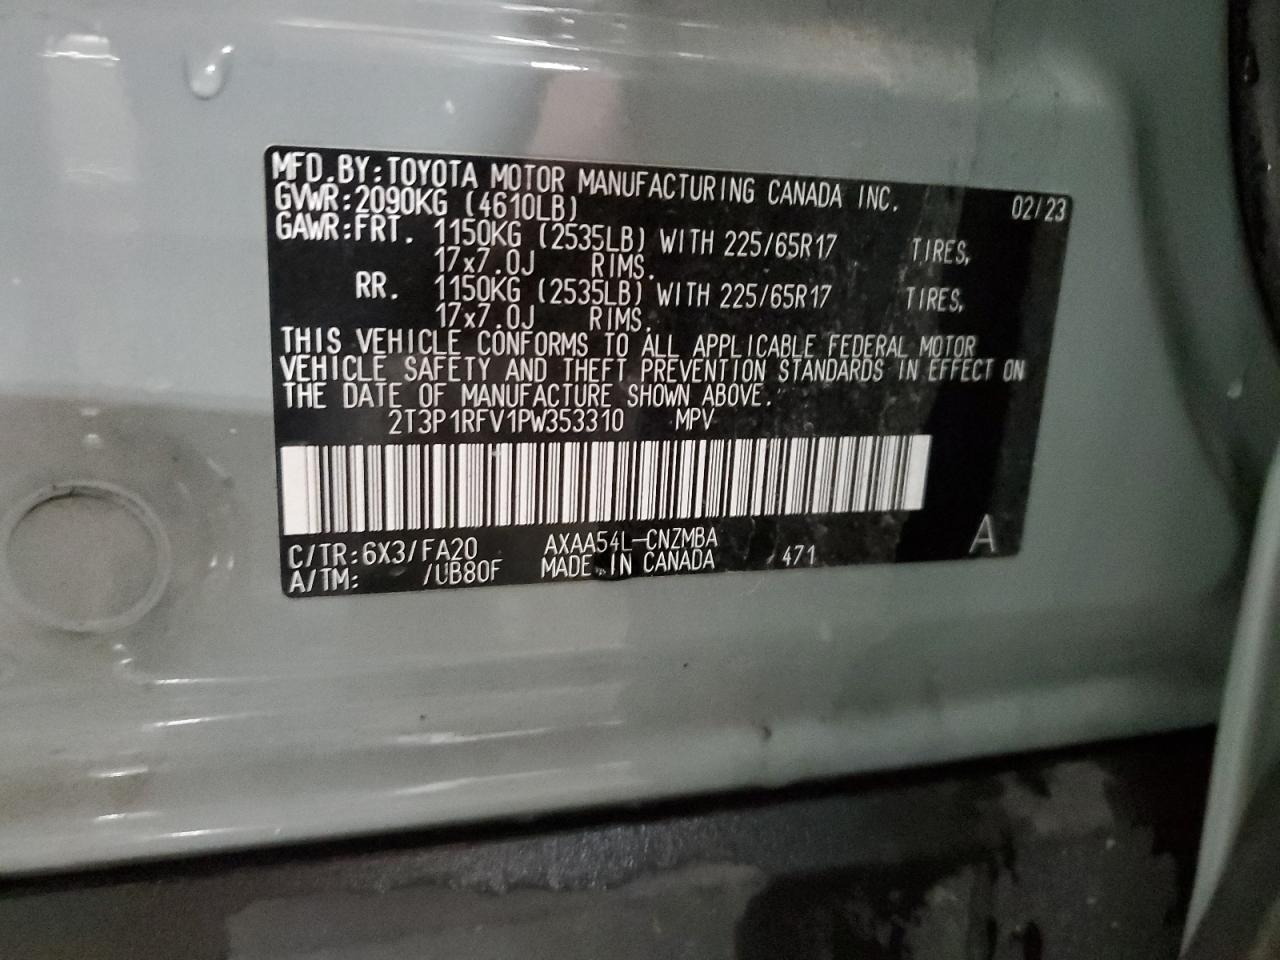 MFD.BY:TOYOTA MOTOR MANUFACTURING CANADA INC. 02/23
GVWR:2090KG (4610LB)
GAWR:FRT. 1150KG (2535LB) WITH 225/65R17 TIRES,
17x7.0J RIMS.
RR. 1150KG (2535LB) WITH 225/65R17 TIRES,
17x7.0J RIMS.
THIS VEHICLE CONFORMS TO ALL APPLICABLE FEDERAL MOTOR
VEHICLE SAFETY AND THEFT PREVENTION STANDARDS IN EFFECT ON
THE DATE OF MANUFACTURE SHOWN ABOVE.
2T3P1RFV1PW353310 MPV
C/TR:6X3/FA20 AXAA54L-CNZMBA
A/TM: /UB80F MADE IN CANADA 471 A